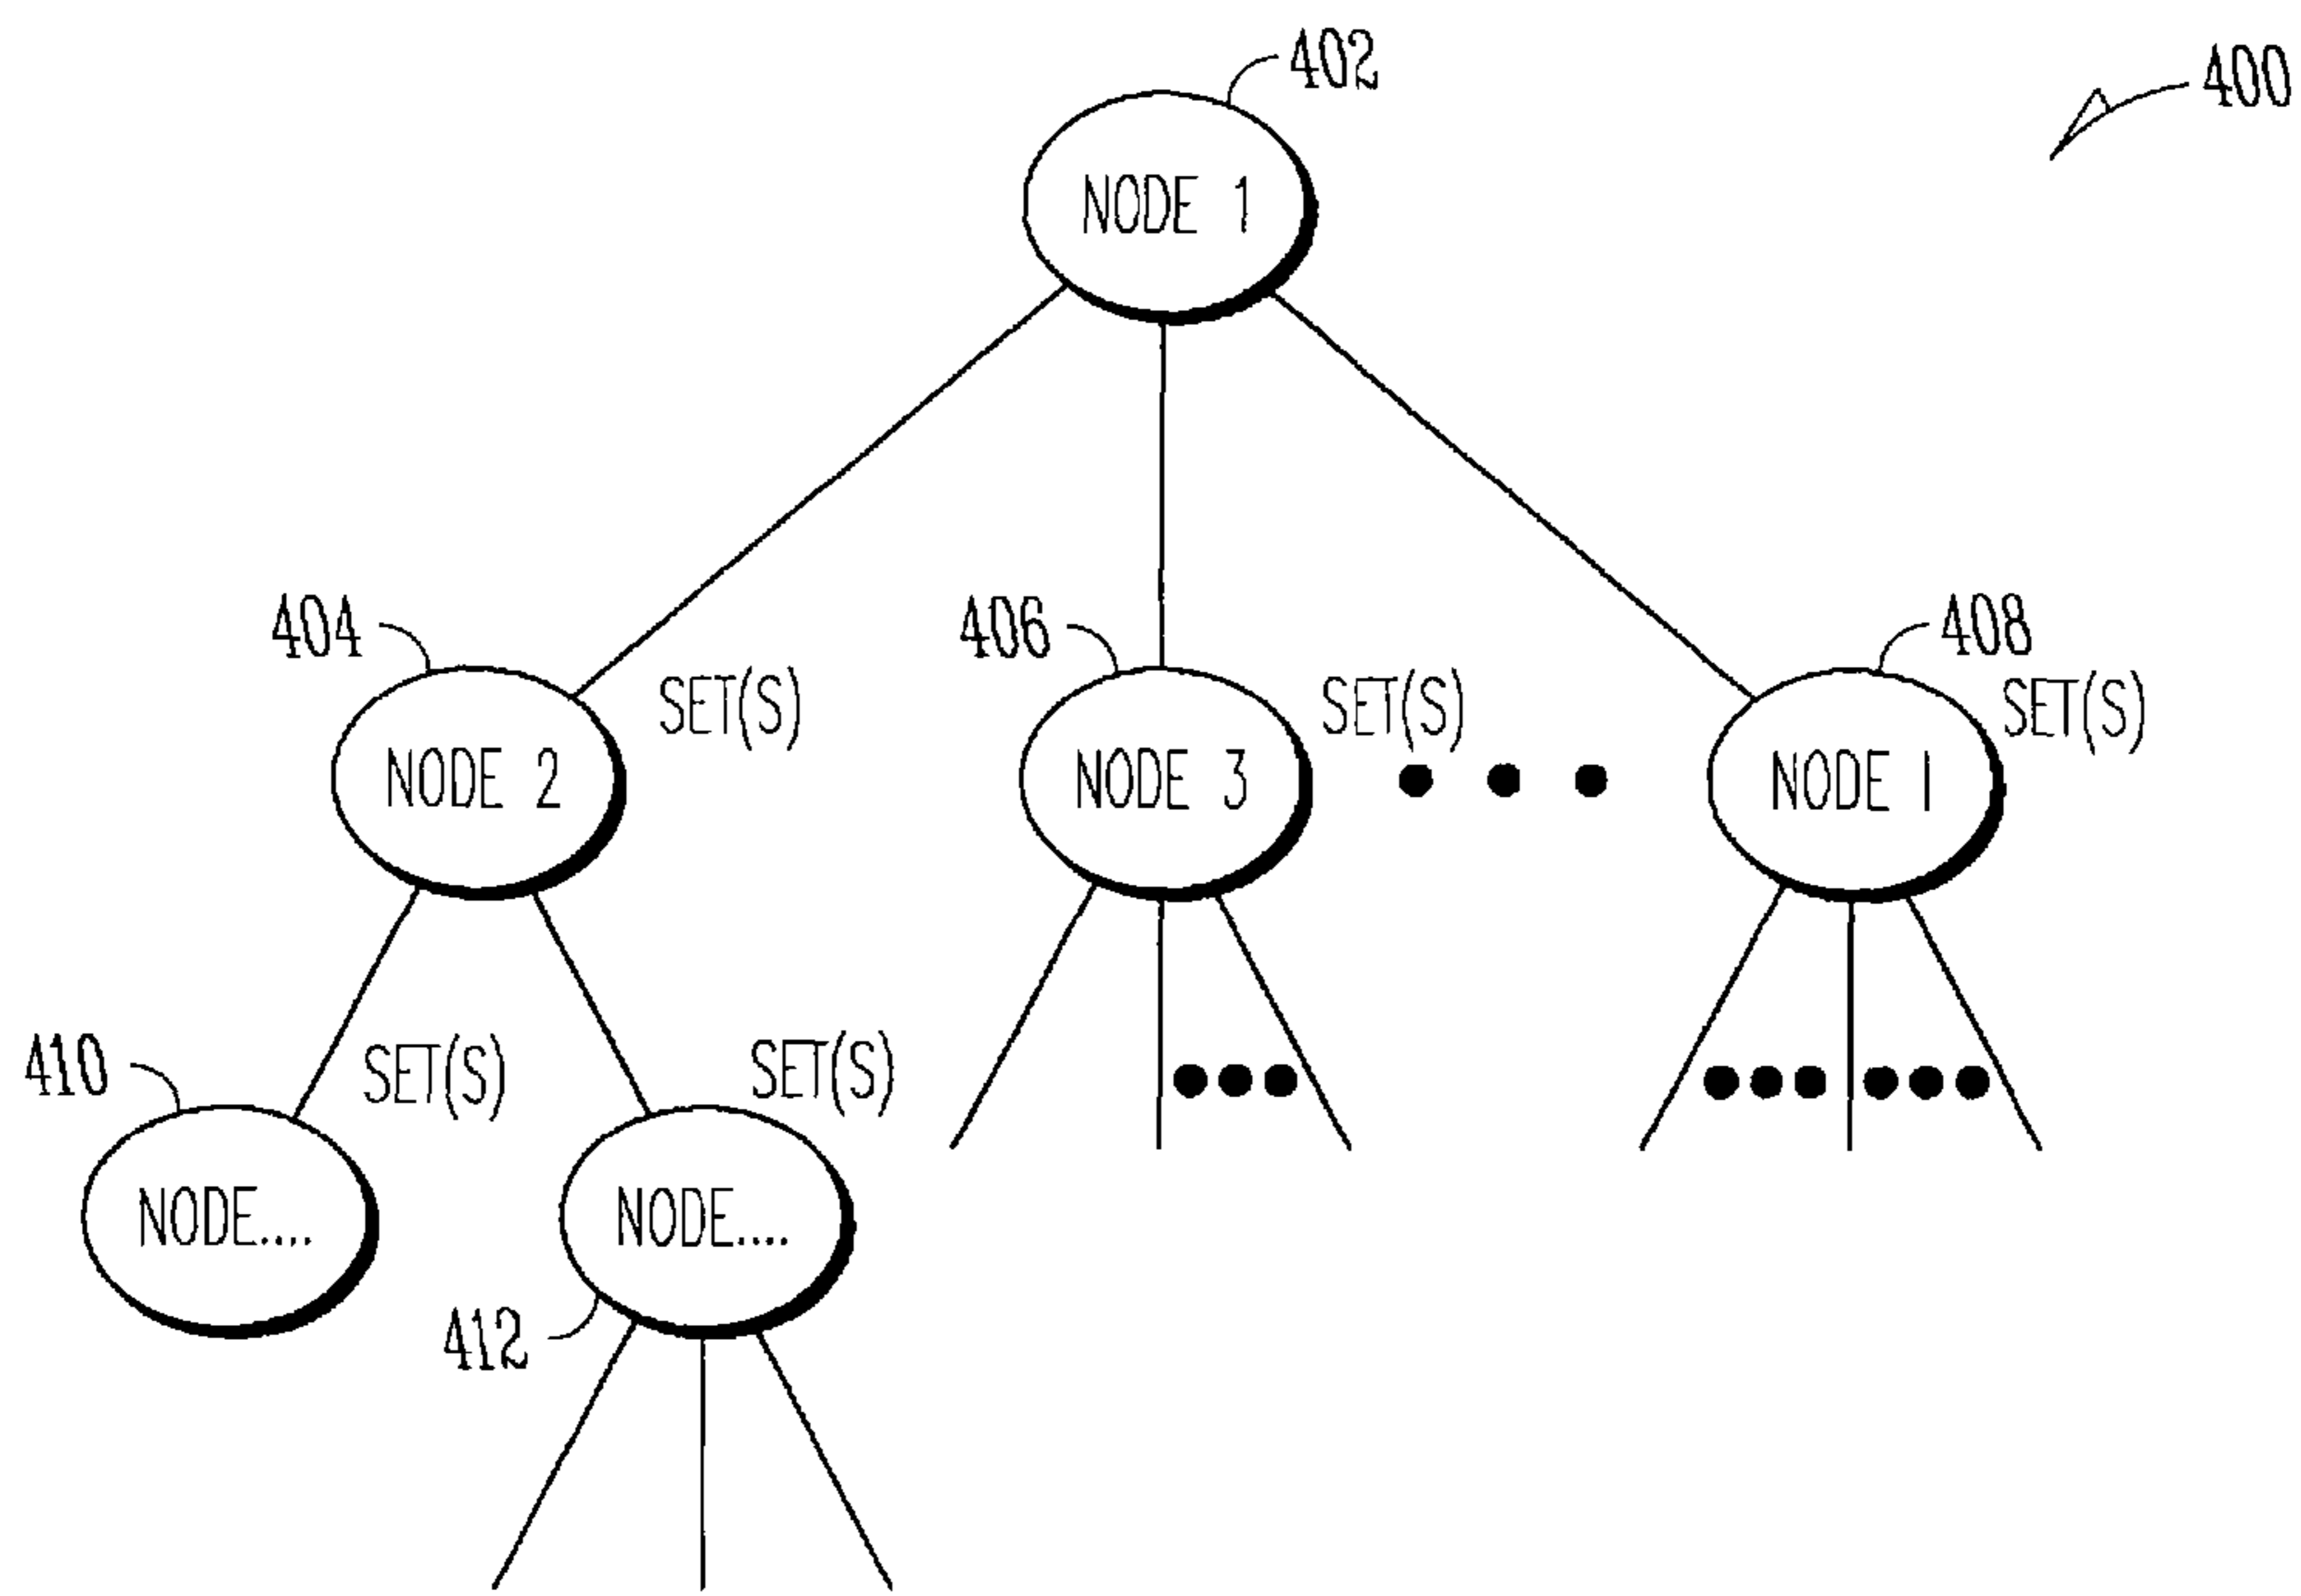 402
400
NODE 1
404
406
408
SET(S)
SET(S)
SET(S)
NODE 2
NODE 3
NODE I
410
SET(S)
SET(S)
NODE....
NODE....
412